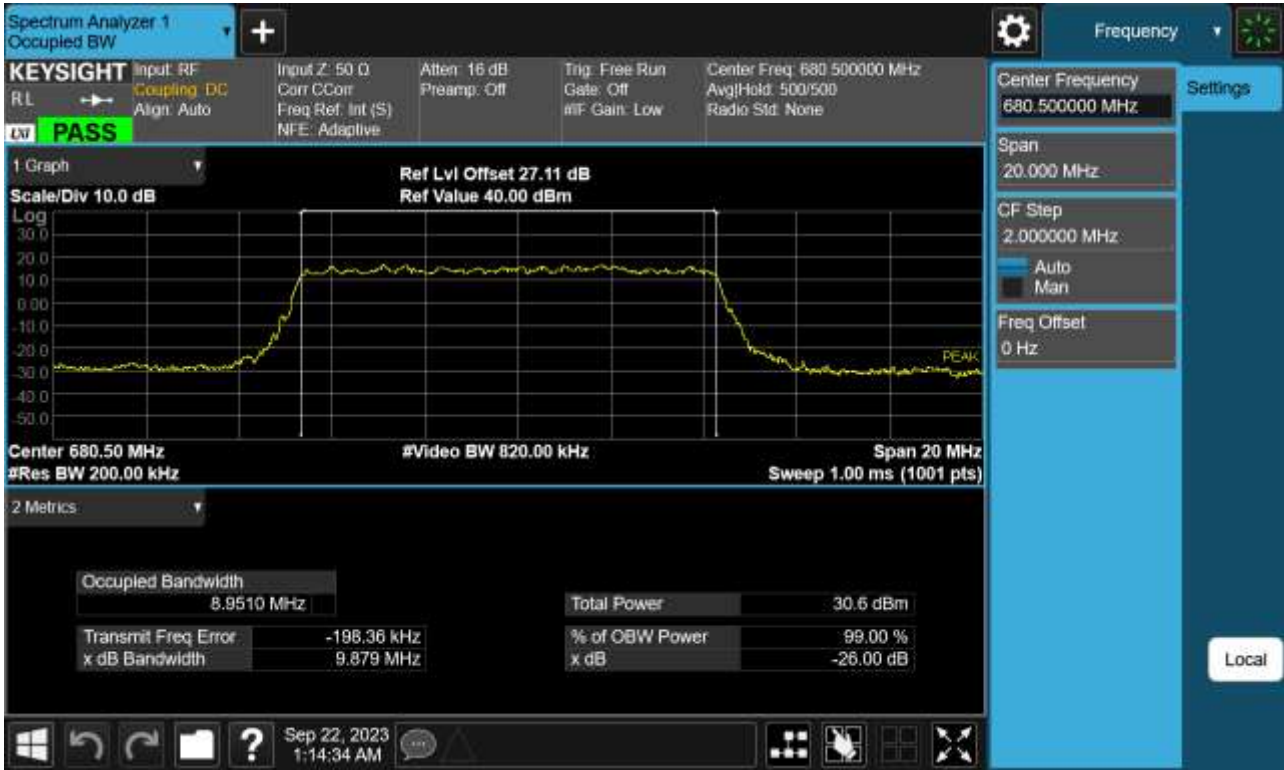 Spectrum Analyzer 1
Occupied BW
+
Frequency
KEYSIGHT
RL
LXI
PASS
Input: RF
Coupling: DC
Align: Auto
Input Z: 50 Ω
Corr CCorr
Freq Ref: Int (S)
NFE: Adaptive
Atten: 16 dB
Preamp: Off
Trig: Free Run
Gate: Off
#IF Gain: Low
Center Freq: 680.500000 MHz
Avg|Hold: 500/500
Radio Std: None
Center Frequency
680.500000 MHz
Settings
Span
20.000 MHz
CF Step
2.000000 MHz
Auto
Man
Freq Offset
0 Hz
1 Graph
Scale/Div 10.0 dB
Ref Lvl Offset 27.11 dB
Ref Value 40.00 dBm
Log
30.0
20.0
10.0
0.00
-10.0
-20.0
-30.0
-40.0
-50.0
PEAK
Center 680.50 MHz
#Video BW 820.00 kHz
Span 20 MHz
#Res BW 200.00 kHz
Sweep 1.00 ms (1001 pts)
2 Metrics
Occupied Bandwidth
8.9510 MHz
Total Power 30.6 dBm
Transmit Freq Error -198.36 kHz
% of OBW Power 99.00 %
x dB Bandwidth 9.879 MHz
x dB -26.00 dB
Local
?
Sep 22, 2023
1:14:34 AM